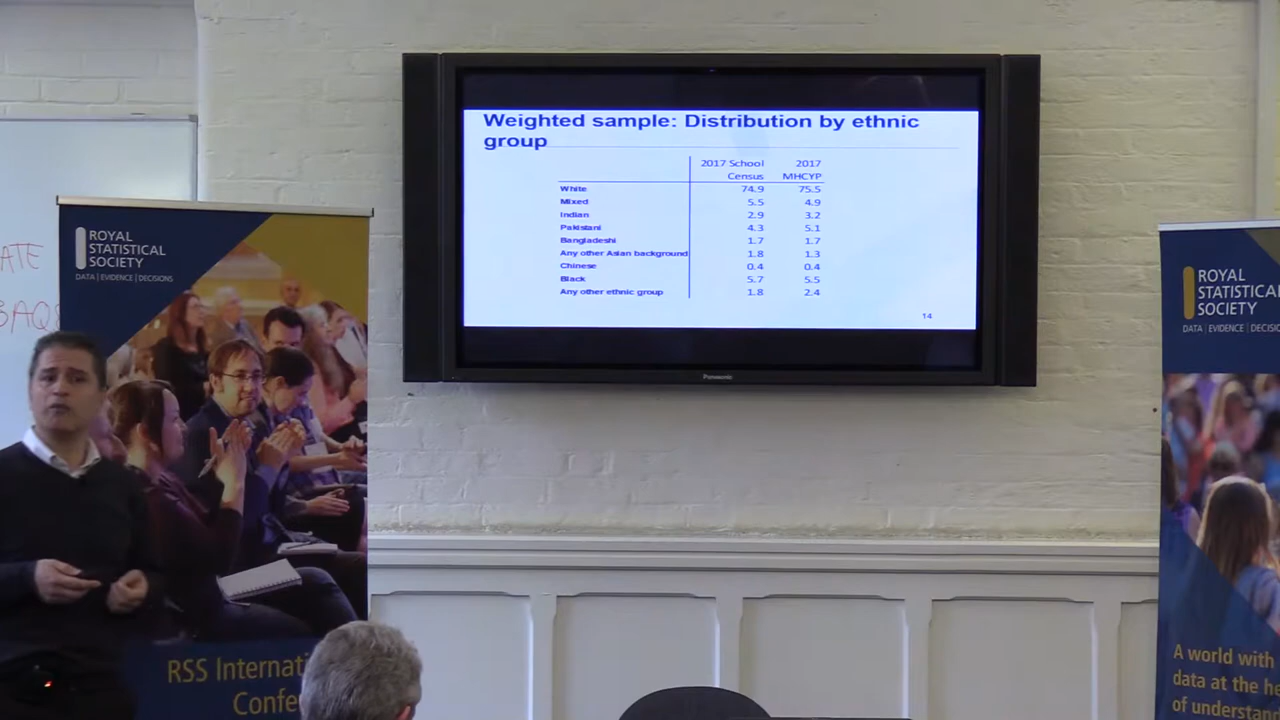 Weighted sample: Distribution by ethnic
group
2017 School 2017
Census MHCYP
White 74.9 75.5
Mixed 5.5 4.9
Indian 2.9 3.2
Pakistani 4.3 5.1
Bangladeshi 1.7 1.7
Any other Asian background 1.8 1.3
Chinese 0.4 0.4
Black 5.7 5.5
Any other ethnic group 1.8 2.4
14
Panasonic
ATE
BAQS
ROYAL
STATISTICAL
SOCIETY
DATA | EVIDENCE | DECISIONS
RSS Internati
Confe
ROYAL
STATISTICAL
SOCIETY
DATA | EVIDENCE | DECISIO
A world with
data at the he
of understan